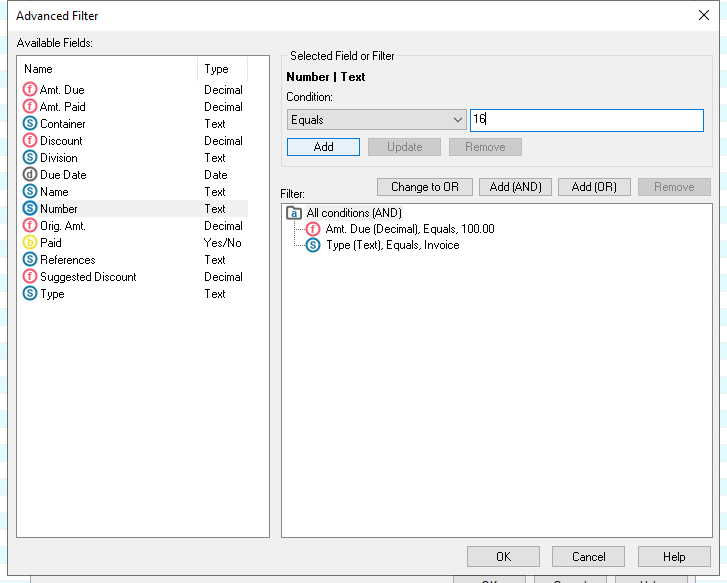 Advanced Filter
Available Fields:
Name Type
f Amt. Due Decimal
f Amt. Paid Decimal
S Container Text
f Discount Decimal
S Division Text
d Due Date Date
S Name Text
S Number Text
f Orig. Amt. Decimal
b Paid Yes/No
S References Text
f Suggested Discount Decimal
S Type Text
Selected Field or Filter
Number | Text
Condition:
Equals 16
Add Update Remove
Change to OR Add (AND) Add (OR) Remove
Filter:
a All conditions (AND)
f Amt. Due (Decimal), Equals, 100.00
S Type (Text), Equals, Invoice
OK Cancel Help